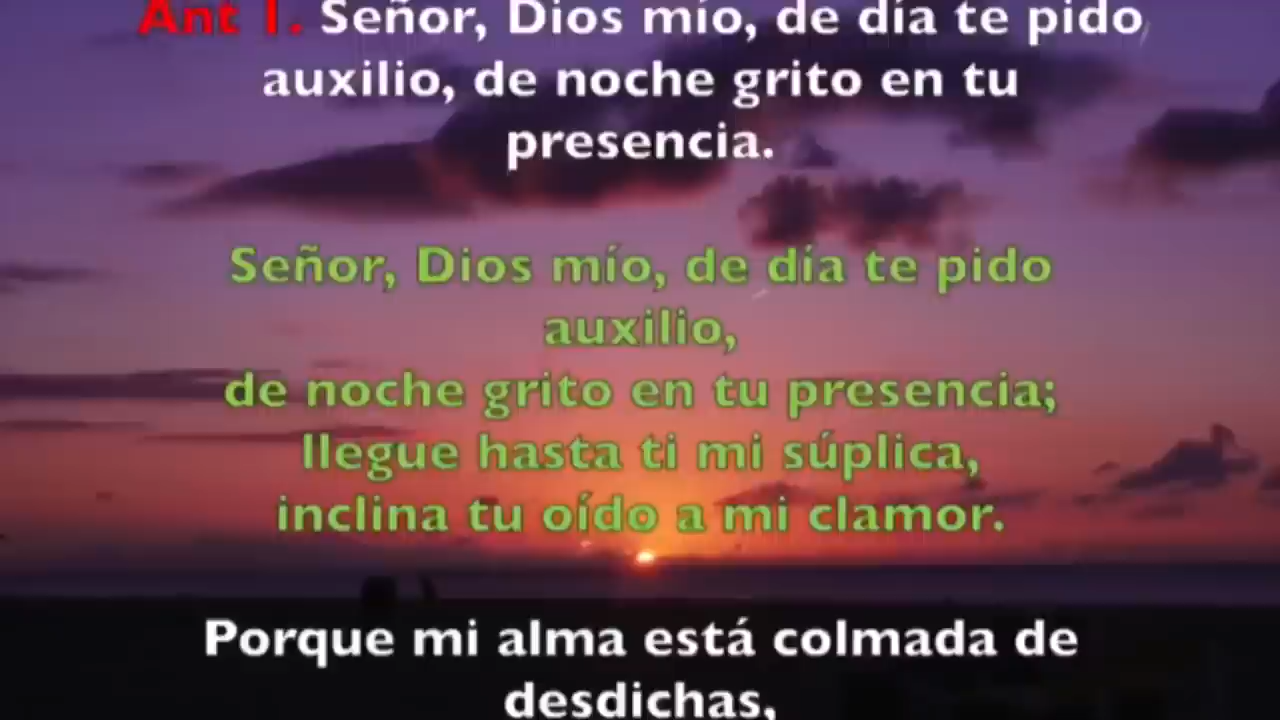 Ant 1. Señor, Dios mío, de día te pido
auxilio, de noche grito en tu
presencia.
Señor, Dios mío, de día te pido
auxilio,
de noche grito en tu presencia;
llegue hasta ti mi súplica,
inclina tu oído a mi clamor.
Porque mi alma está colmada de
desdichas,